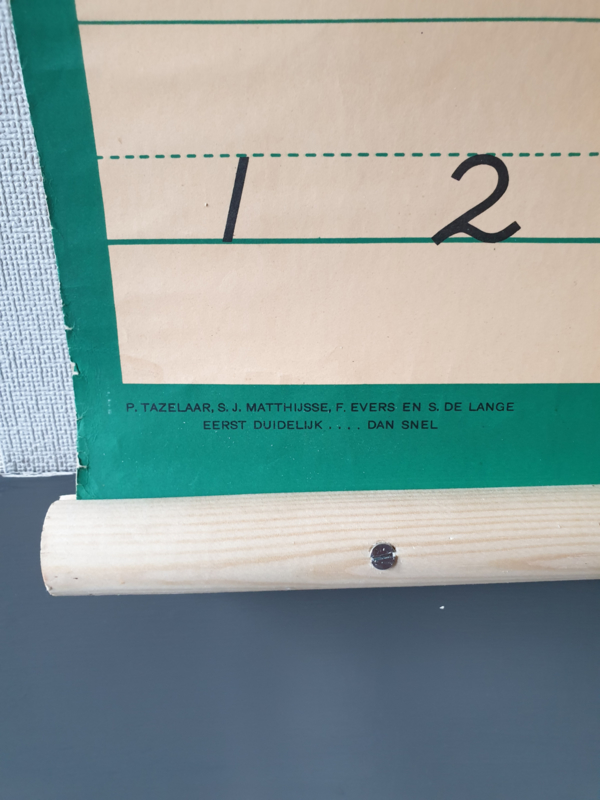 1 2
P. TAZELAAR, S. J. MATTHIJSSE, F. EVERS EN S. DE LANGE
EERST DUIDELIJK . . . . DAN SNEL